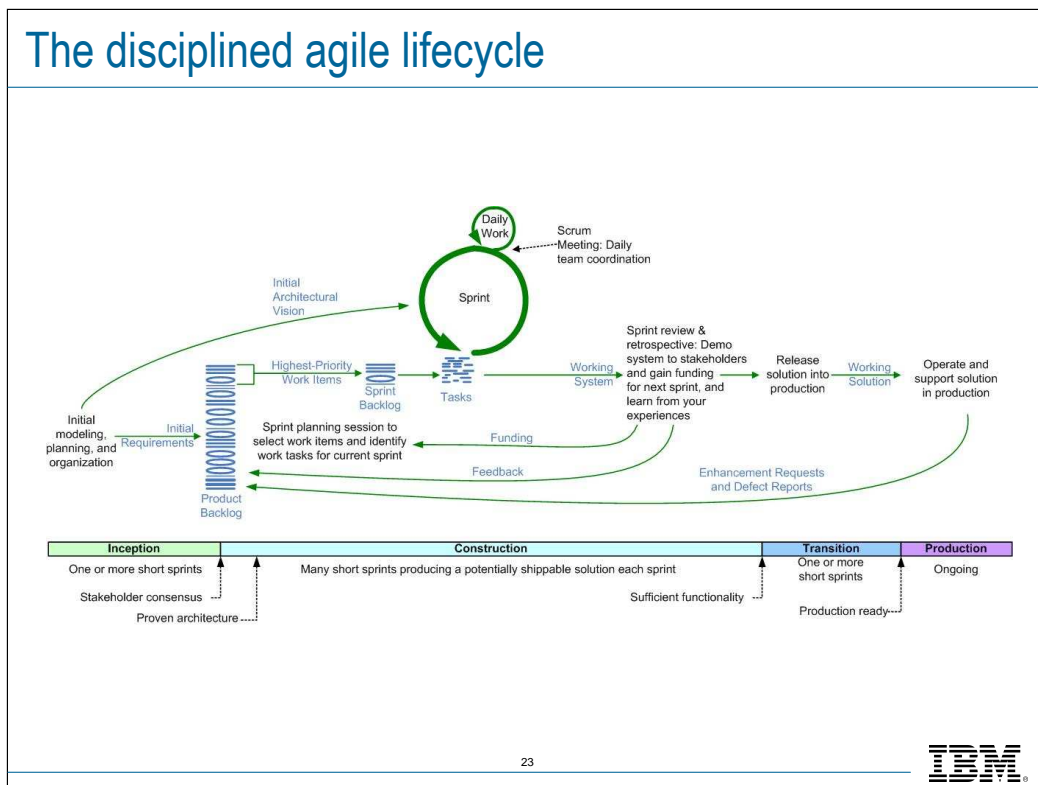 The disciplined agile lifecycle
Daily
Work
Scrum
Meeting: Daily
team coordination
Initial
Architectural
Vision
Sprint
Sprint review &
retrospective: Demo
system to stakeholders
and gain funding
for next sprint, and
learn from your
experiences
Highest-Priority
Work Items
Sprint
Backlog
Tasks
Working
System
Release
solution into
production
Working
Solution
Operate and
support solution
in production
Initial
modeling,
planning, and
organization
Initial
Requirements
Sprint planning session to
select work items and identify
work tasks for current sprint
Funding
Feedback
Enhancement Requests
and Defect Reports
Product
Backlog
Inception
Construction
Transition
Production
One or more short sprints
Many short sprints producing a potentially shippable solution each sprint
One or more
short sprints
Ongoing
Stakeholder consensus
Sufficient functionality
Proven architecture
Production ready
23
IBM®